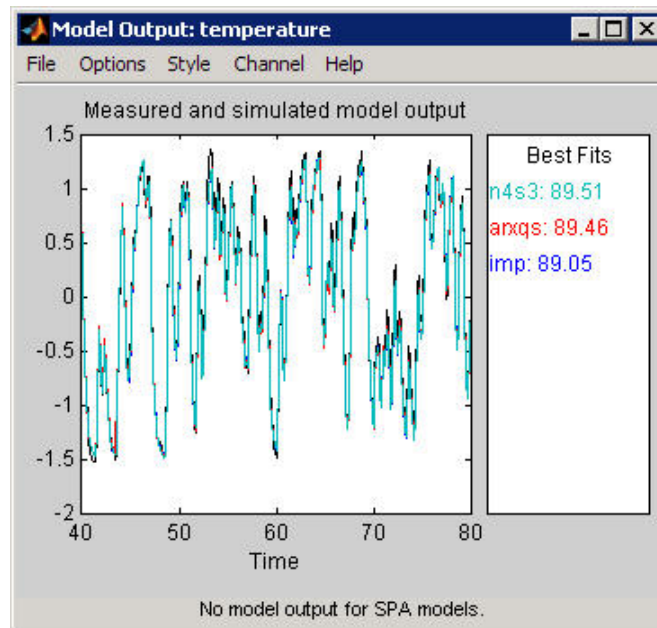 Model Output: temperature
File Options Style Channel Help
Measured and simulated model output
1.5
1
0.5
0
-0.5
-1
-1.5
-2
40 50 60 70 80
Time
Best Fits
n4s3: 89.51
arxqs: 89.46
imp: 89.05
No model output for SPA models.